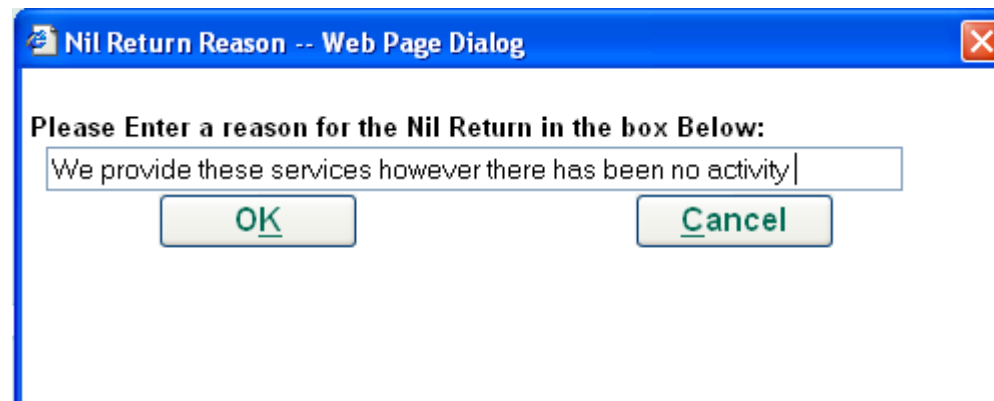 Nil Return Reason -- Web Page Dialog
Please Enter a reason for the Nil Return in the box Below:
We provide these services however there has been no activity
OK Cancel